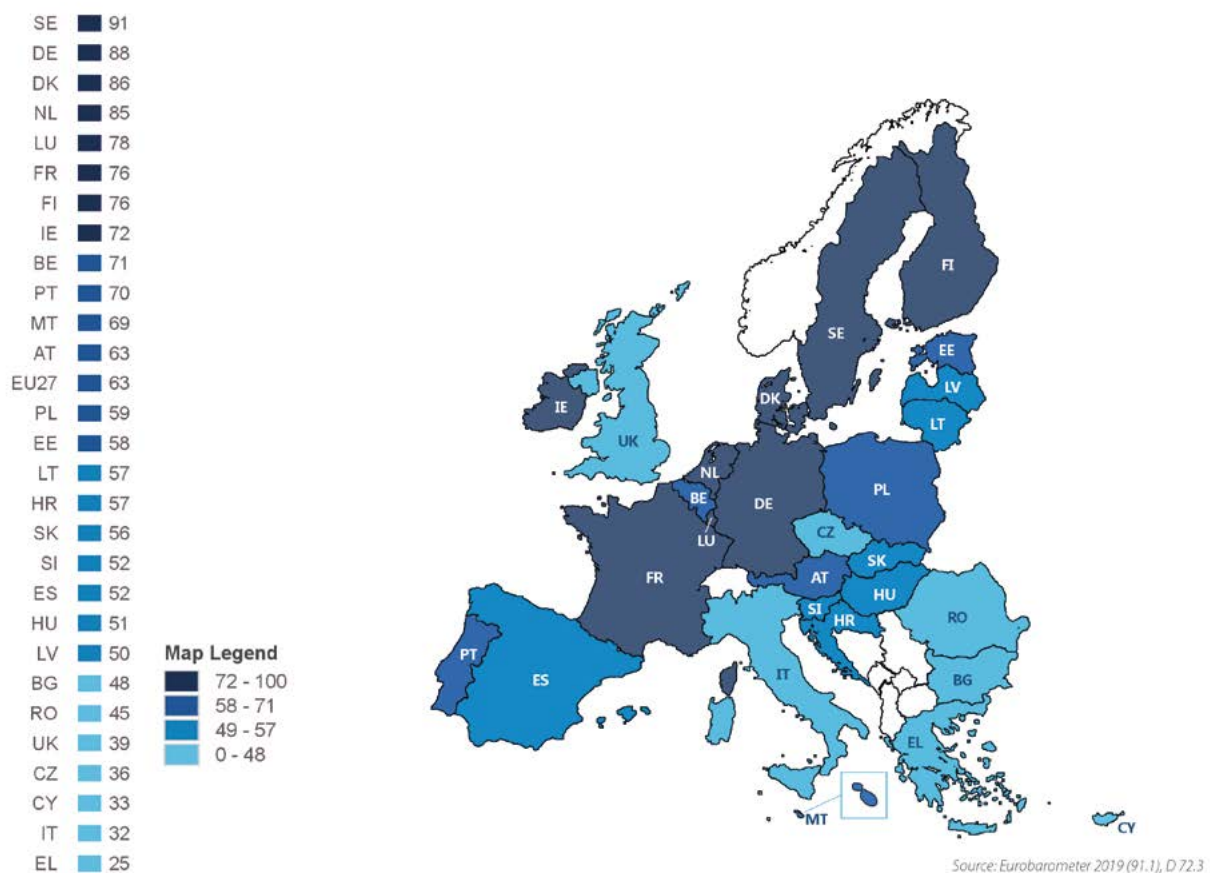 SE 91
DE 88
DK 86
NL 85
LU 78
FR 76
FI 76
IE 72
BE 71
PT 70
MT 69
AT 63
EU27 63
PL 59
EE 58
LT 57
HR 57
SK 56
SI 52
ES 52
HU 51
LV 50
BG 48
RO 45
UK 39
CZ 36
CY 33
IT 32
EL 25
Map Legend
72 - 100
58 - 71
49 - 57
0 - 48
FI
SE
EE
LV
LT
DK
IE
UK
NL
BE
LU
DE
PL
CZ
SK
AT
HU
FR
SI
HR
RO
BG
PT
ES
IT
EL
MT
CY
Source: Eurobarometer 2019 (91.1), D 72.3